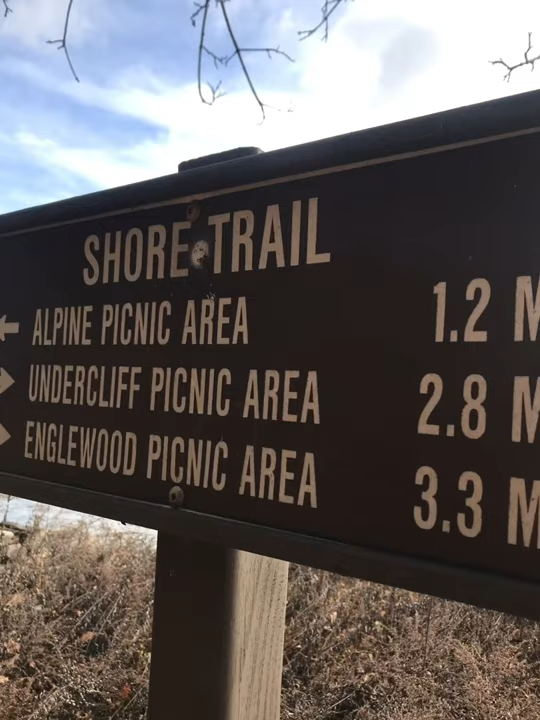 SHORE TRAIL
ALPINE PICNIC AREA 1.2 M
UNDERCLIFF PICNIC AREA 2.8 M
ENGLEWOOD PICNIC AREA 3.3 M